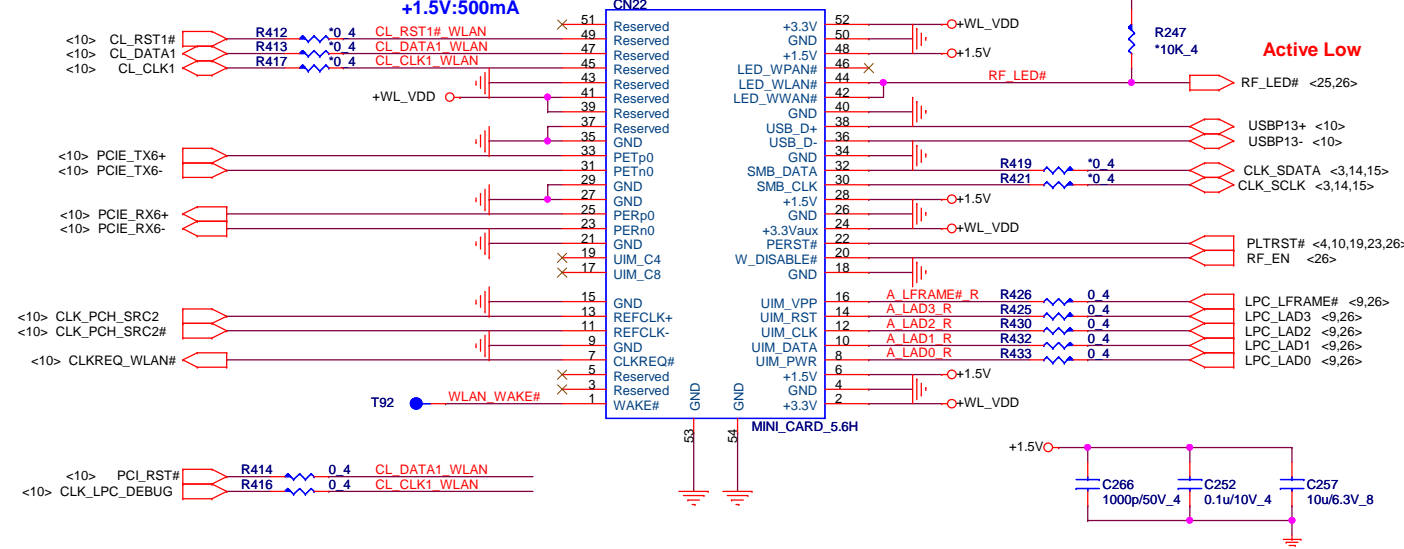 +1.5V:500mA
CN22
<10> CL_RST1# R412 *0_4 CL_RST1#_WLAN
<10> CL_DATA1 R413 *0_4 CL_DATA1_WLAN
<10> CL_CLK1 R417 *0_4 CL_CLK1_WLAN
+WL_VDD
<10> PCIE_TX6+
<10> PCIE_TX6-
<10> PCIE_RX6+
<10> PCIE_RX6-
<10> CLK_PCH_SRC2
<10> CLK_PCH_SRC2#
<10> CLKREQ_WLAN#
T92 WLAN_WAKE#
51 Reserved
49 Reserved
47 Reserved
45 Reserved
43 Reserved
41 Reserved
39 Reserved
37 Reserved
35 GND
33 PETp0
31 PETn0
29 GND
27 GND
25 PERp0
23 PERn0
21 GND
19 UIM_C4
17 UIM_C8
15 GND
13 REFCLK+
11 REFCLK-
9 GND
7 CLKREQ#
5 Reserved
3 Reserved
1 WAKE#
+3.3V 52 +WL_VDD
GND 50
+1.5V 48 +1.5V
LED_WPAN# 46
LED_WLAN# 44 RF_LED# RF_LED# <25,26>
LED_WWAN# 42
GND 40
USB_D+ 38 USBP13+ <10>
USB_D- 36 USBP13- <10>
GND 34
SMB_DATA 32 R419 *0_4 CLK_SDATA <3,14,15>
SMB_CLK 30 R421 *0_4 CLK_SCLK <3,14,15>
+1.5V 28 +1.5V
GND 26
+3.3Vaux 24 +WL_VDD
PERST# 22 PLTRST# <4,10,19,23,26>
W_DISABLE# 20 RF_EN <26>
GND 18
UIM_VPP 16 A_LFRAME#_R R426 0_4 LPC_LFRAME# <9,26>
UIM_RST 14 A_LAD3_R R425 0_4 LPC_LAD3 <9,26>
UIM_CLK 12 A_LAD2_R R430 0_4 LPC_LAD2 <9,26>
UIM_DATA 10 A_LAD1_R R432 0_4 LPC_LAD1 <9,26>
UIM_PWR 8 A_LAD0_R R433 0_4 LPC_LAD0 <9,26>
+1.5V 6 +1.5V
GND 4
+3.3V 2 +WL_VDD
R247
*10K_4
Active Low
GND GND
53 54
MINI_CARD_5.6H
<10> PCI_RST# R414 0_4 CL_DATA1_WLAN
<10> CLK_LPC_DEBUG R416 0_4 CL_CLK1_WLAN
+1.5V
C266
1000p/50V_4
C252
0.1u/10V_4
C257
10u/6.3V_8